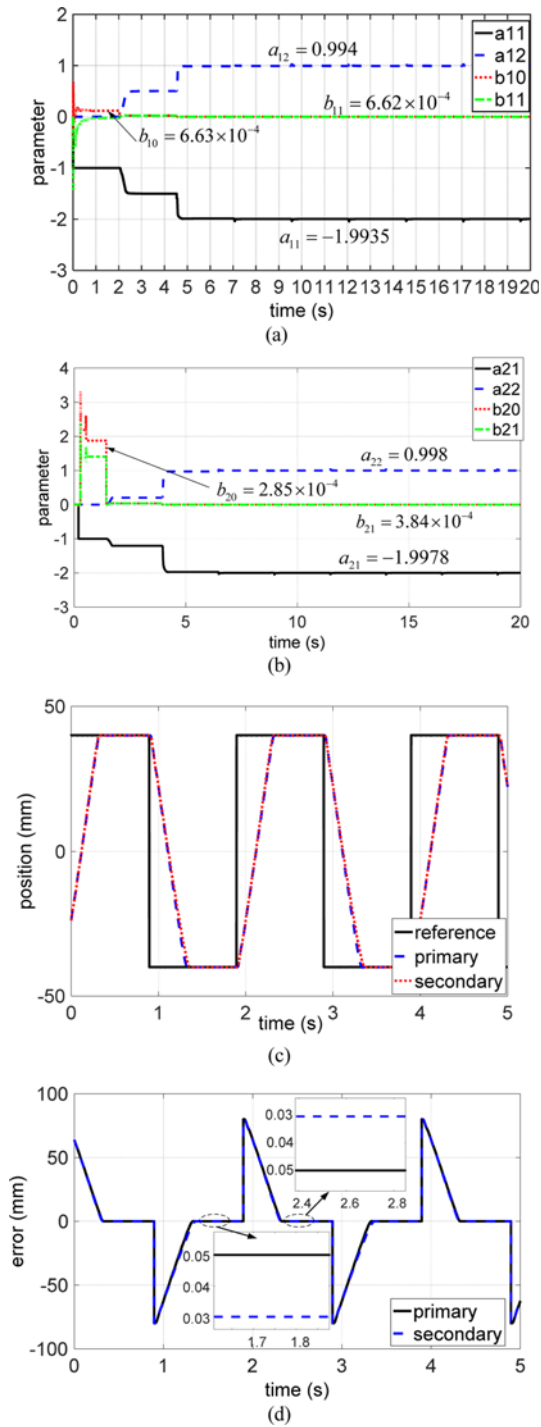 2
1
0
-1
-2
-3
parameter
a₁₂ = 0.994
b₁₁ = 6.62×10⁻⁴
b₁₀ = 6.63×10⁻⁴
a₁₁ = −1.9935
a11
a12
b10
b11
0 1 2 3 4 5 6 7 8 9 10 11 12 13 14 15 16 17 18 19 20
time (s)
(a)
4
3
2
1
0
-1
-2
-3
parameter
a₂₂ = 0.998
b₂₀ = 2.85×10⁻⁴
b₂₁ = 3.84×10⁻⁴
a₂₁ = −1.9978
a21
a22
b20
b21
0 5 10 15 20
time (s)
(b)
50
0
-50
position (mm)
reference
primary
secondary
0 1 2 3 4 5
time (s)
(c)
100
50
0
-50
-100
error (mm)
0.03
0.04
0.05
2.4 2.6 2.8
0.05
0.04
0.03
1.7 1.8
primary
secondary
0 1 2 3 4 5
time (s)
(d)